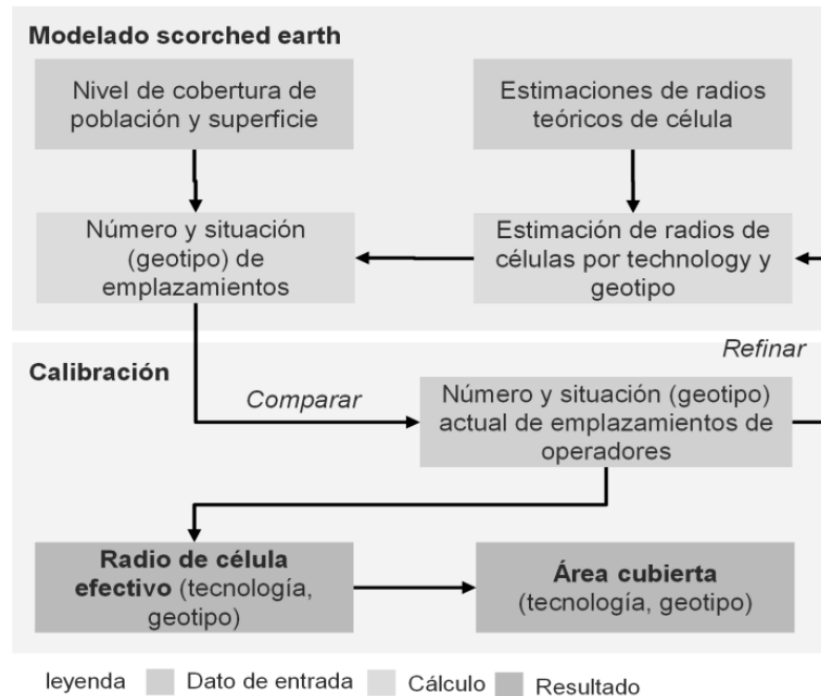 Modelado scorched earth
Nivel de cobertura de
población y superficie
Estimaciones de radios
teóricos de célula
Número y situación
(geotipo) de
emplazamientos
Estimación de radios de
células por technology y
geotipo
Refinar
Calibración
Comparar
Número y situación (geotipo)
actual de emplazamientos de
operadores
Radio de célula
efectivo (tecnología,
geotipo)
Área cubierta
(tecnología, geotipo)
leyenda Dato de entrada Cálculo Resultado